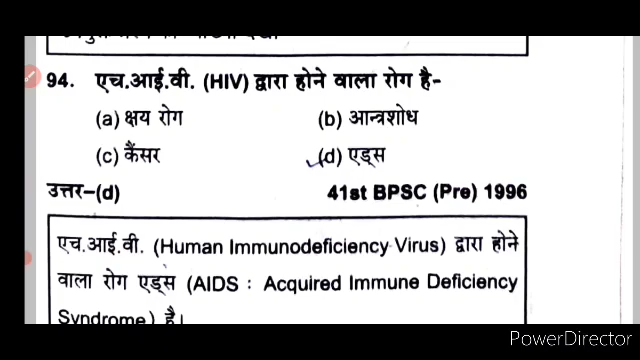 94. एच.आई.वी. (HIV) द्वारा होने वाला रोग है-
(a) क्षय रोग
(b) आन्त्रशोध
(c) कैंसर
(d) एड्स
उत्तर–(d)
41st BPSC (Pre) 1996
एच.आई.वी. (Human Immunodeficiency Virus) द्वारा होने
वाला रोग एड्स (AIDS : Acquired Immune Deficiency
Syndrome) है।
PowerDirector